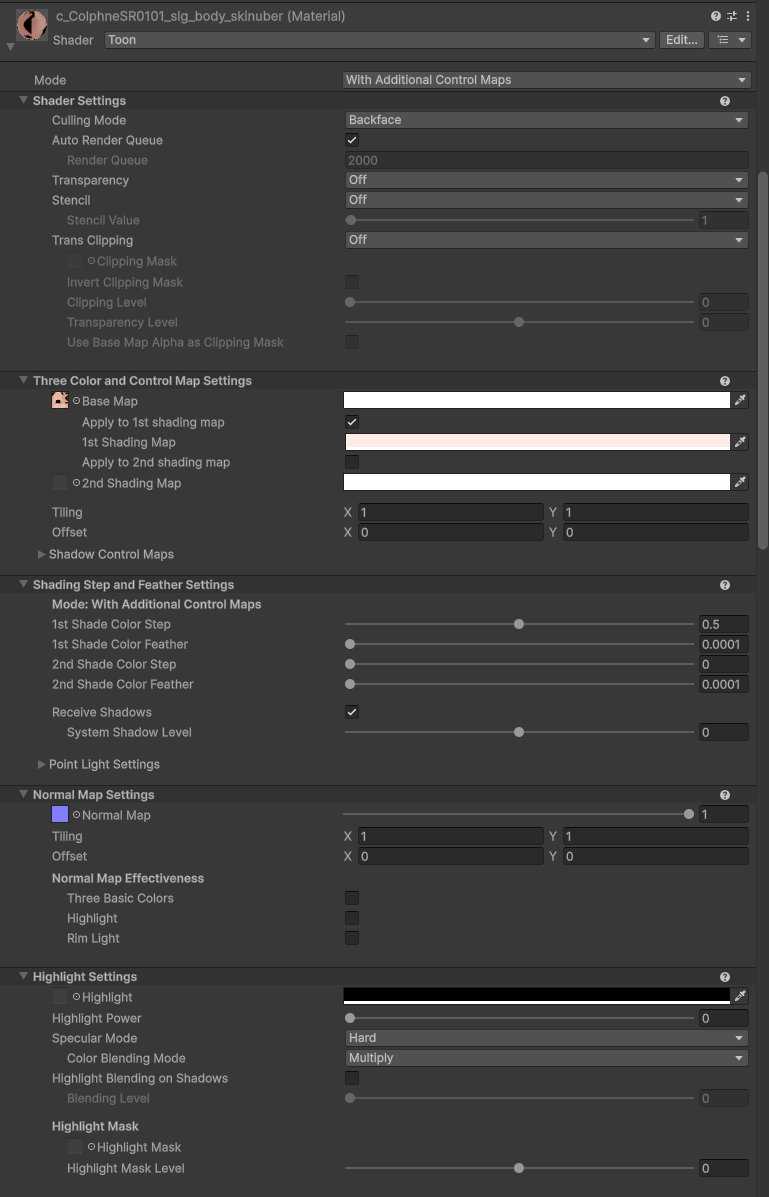 c_ColphneSR0101_slg_body_skinuber (Material)
Shader Toon Edit...
Mode With Additional Control Maps
Shader Settings
Culling Mode Backface
Auto Render Queue
Render Queue 2000
Transparency Off
Stencil Off
Stencil Value 1
Trans Clipping Off
Clipping Mask
Invert Clipping Mask
Clipping Level 0
Transparency Level 0
Use Base Map Alpha as Clipping Mask
Three Color and Control Map Settings
Base Map
Apply to 1st shading map
1st Shading Map
Apply to 2nd shading map
2nd Shading Map
Tiling X 1 Y 1
Offset X 0 Y 0
Shadow Control Maps
Shading Step and Feather Settings
Mode: With Additional Control Maps
1st Shade Color Step 0.5
1st Shade Color Feather 0.0001
2nd Shade Color Step 0
2nd Shade Color Feather 0.0001
Receive Shadows
System Shadow Level 0
Point Light Settings
Normal Map Settings
Normal Map 1
Tiling X 1 Y 1
Offset X 0 Y 0
Normal Map Effectiveness
Three Basic Colors
Highlight
Rim Light
Highlight Settings
Highlight
Highlight Power 0
Specular Mode Hard
Color Blending Mode Multiply
Highlight Blending on Shadows
Blending Level 0
Highlight Mask
Highlight Mask
Highlight Mask Level 0